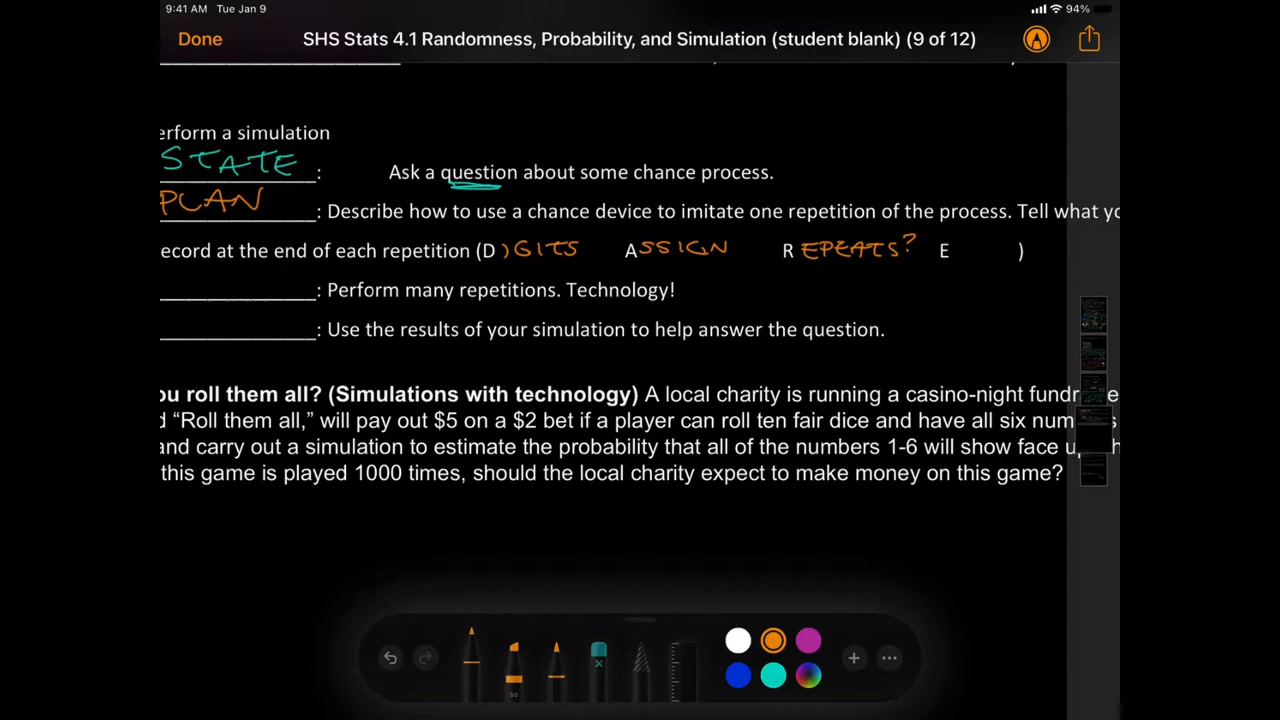 9:41 AM Tue Jan 9 94%
Done SHS Stats 4.1 Randomness, Probability, and Simulation (student blank) (9 of 12)
erform a simulation
STATE : Ask a question about some chance process.
PLAN : Describe how to use a chance device to imitate one repetition of the process. Tell what yo
ecord at the end of each repetition (DIGITS ASSIGN REPEATS? E )
: Perform many repetitions. Technology!
: Use the results of your simulation to help answer the question.
ou roll them all? (Simulations with technology) A local charity is running a casino-night fundr e
d “Roll them all,” will pay out $5 on a $2 bet if a player can roll ten fair dice and have all six num s
and carry out a simulation to estimate the probability that all of the numbers 1-6 will show face u h
this game is played 1000 times, should the local charity expect to make money on this game?